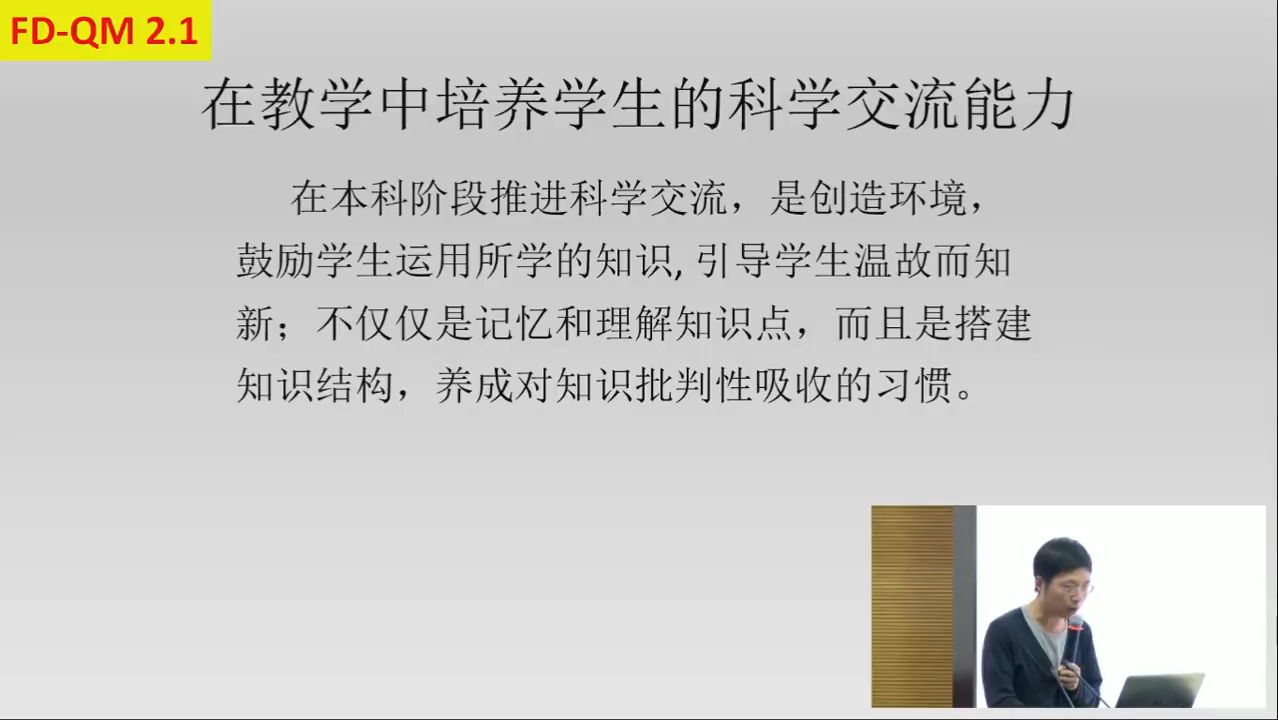 FD-QM 2.1
在教学中培养学生的科学交流能力
在本科阶段推进科学交流，是创造环境，
鼓励学生运用所学的知识, 引导学生温故而知
新；不仅仅是记忆和理解知识点，而且是搭建
知识结构，养成对知识批判性吸收的习惯。